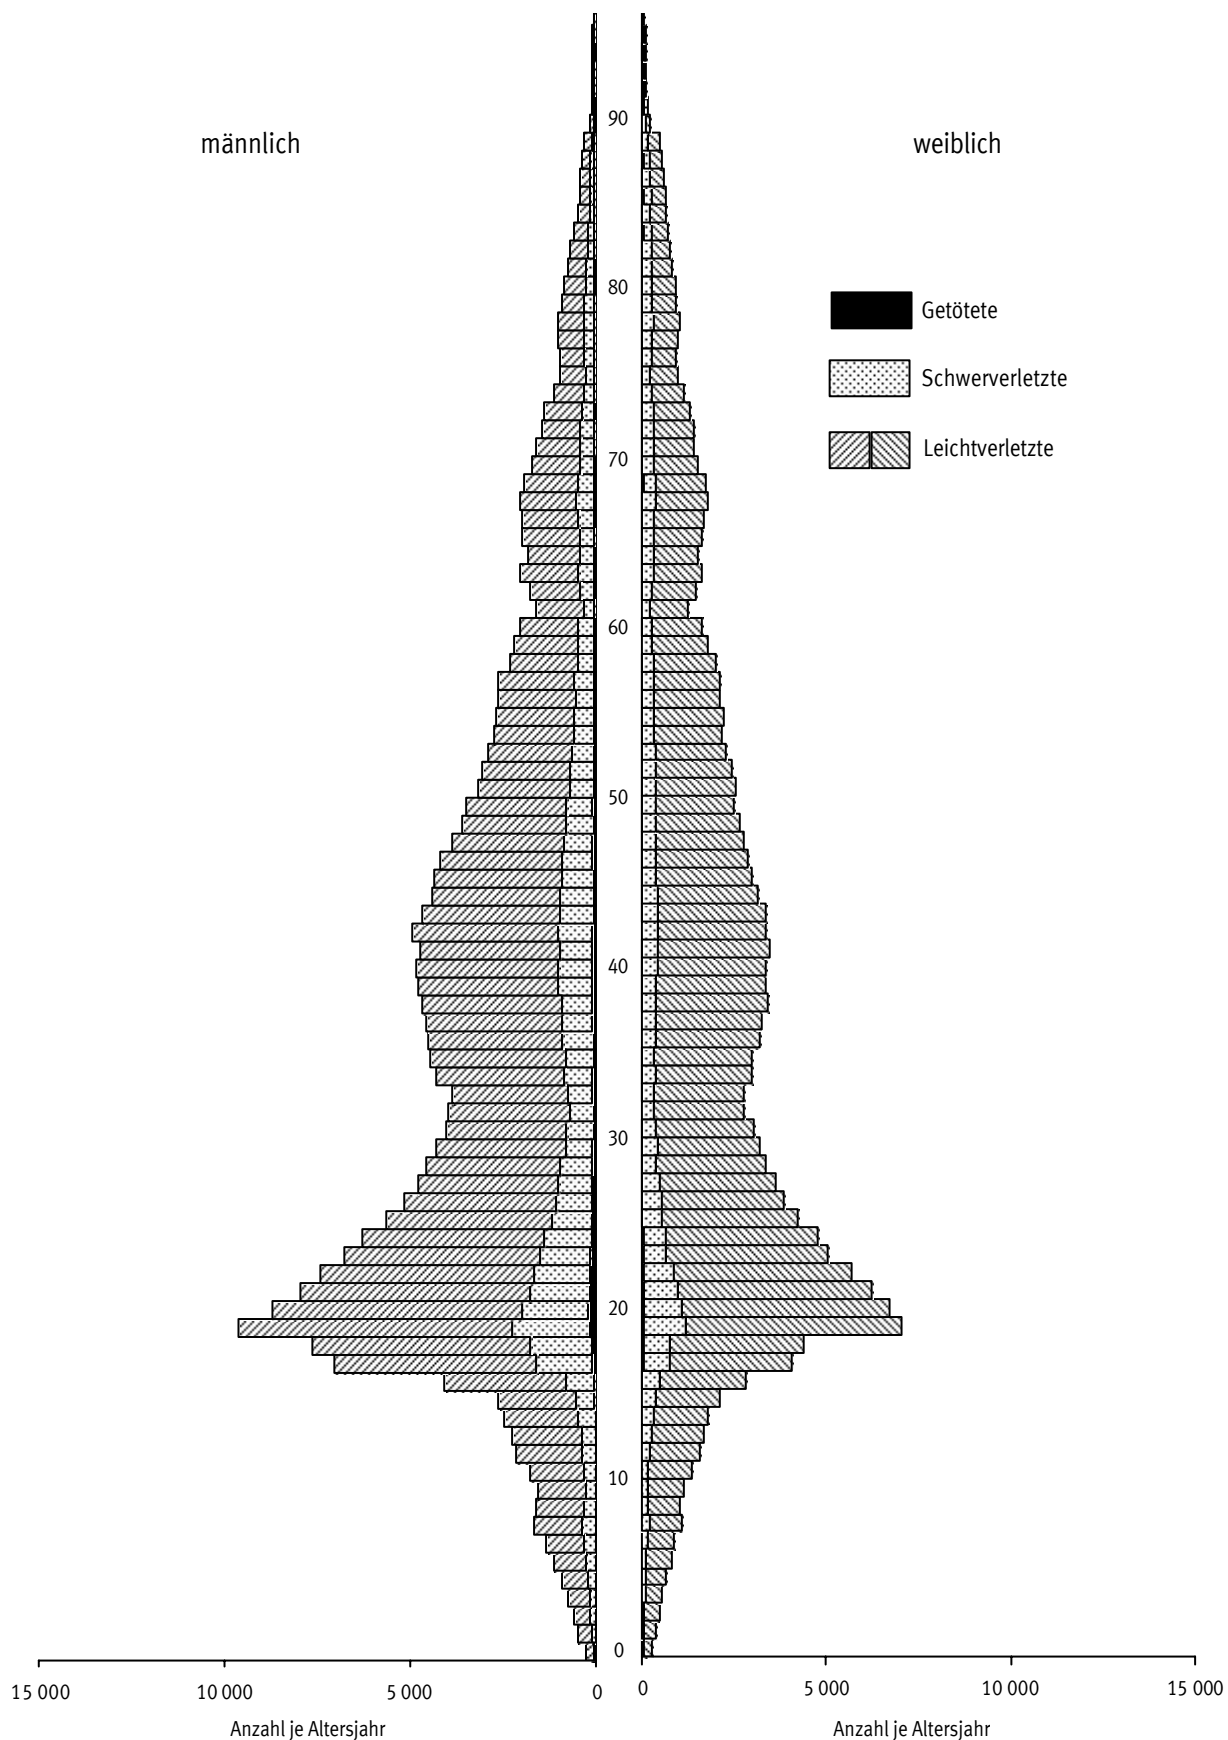 90
männlich
weiblich
80
Getötete
Schwerverletzte
70
Leichtverletzte
60
50
40
30
20
10
0
15 000 10 000 5 000 0 0 5 000 10 000 15 000
Anzahl je Altersjahr Anzahl je Altersjahr